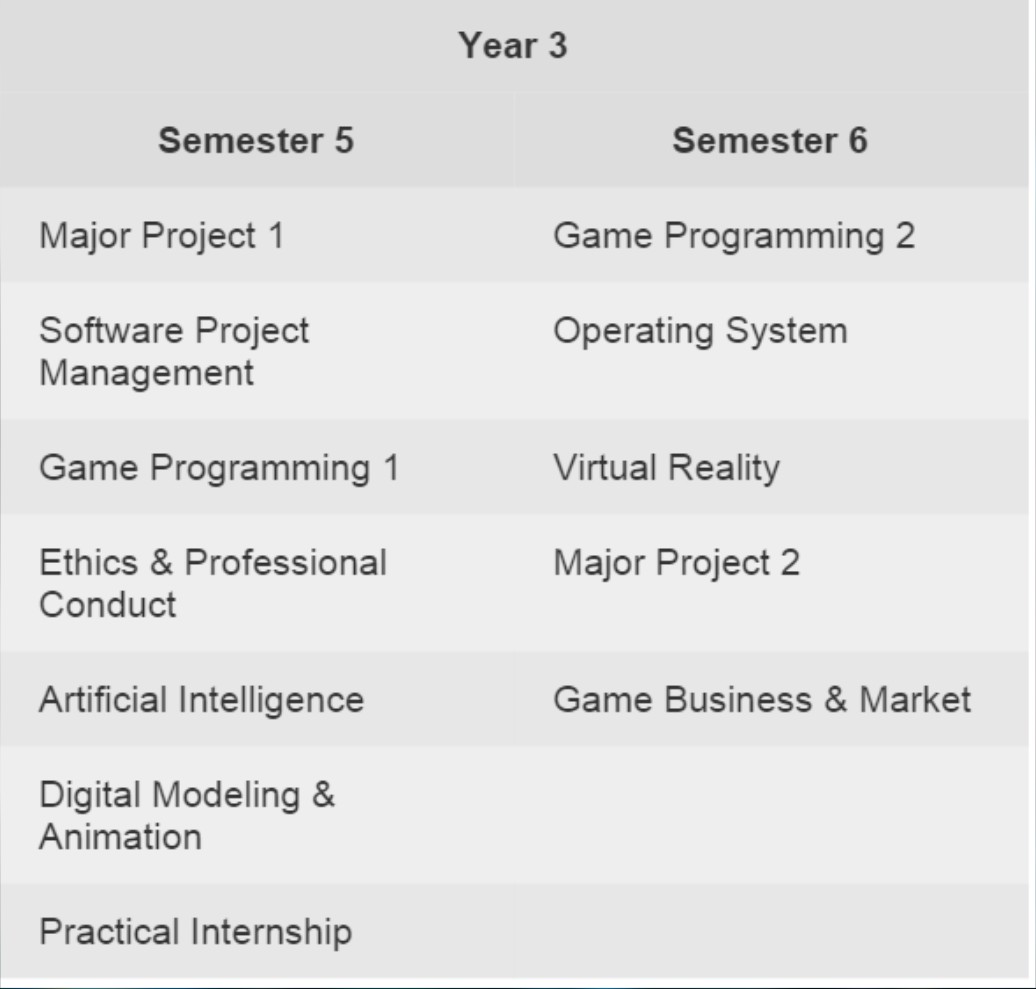 Year 3
Semester 5 Semester 6
Major Project 1 Game Programming 2
Software Project Operating System
Management
Game Programming 1 Virtual Reality
Ethics & Professional Major Project 2
Conduct
Artificial Intelligence Game Business & Market
Digital Modeling &
Animation
Practical Internship